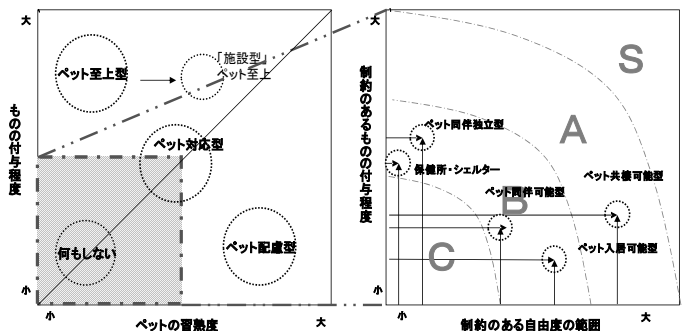 大
ペット至上型
「施設型」
ペット至上
ペット対応型
何もしない
ペット配慮型
ものの付与程度
小
小
ペットの習熟度
大
大
制約のあるものの付与程度
S
A
B
C
ペット同伴独立型
保健所・シェルター
ペット同伴可能型
ペット共棲可能型
ペット入居可能型
小
小
制約のある自由度の範囲
大